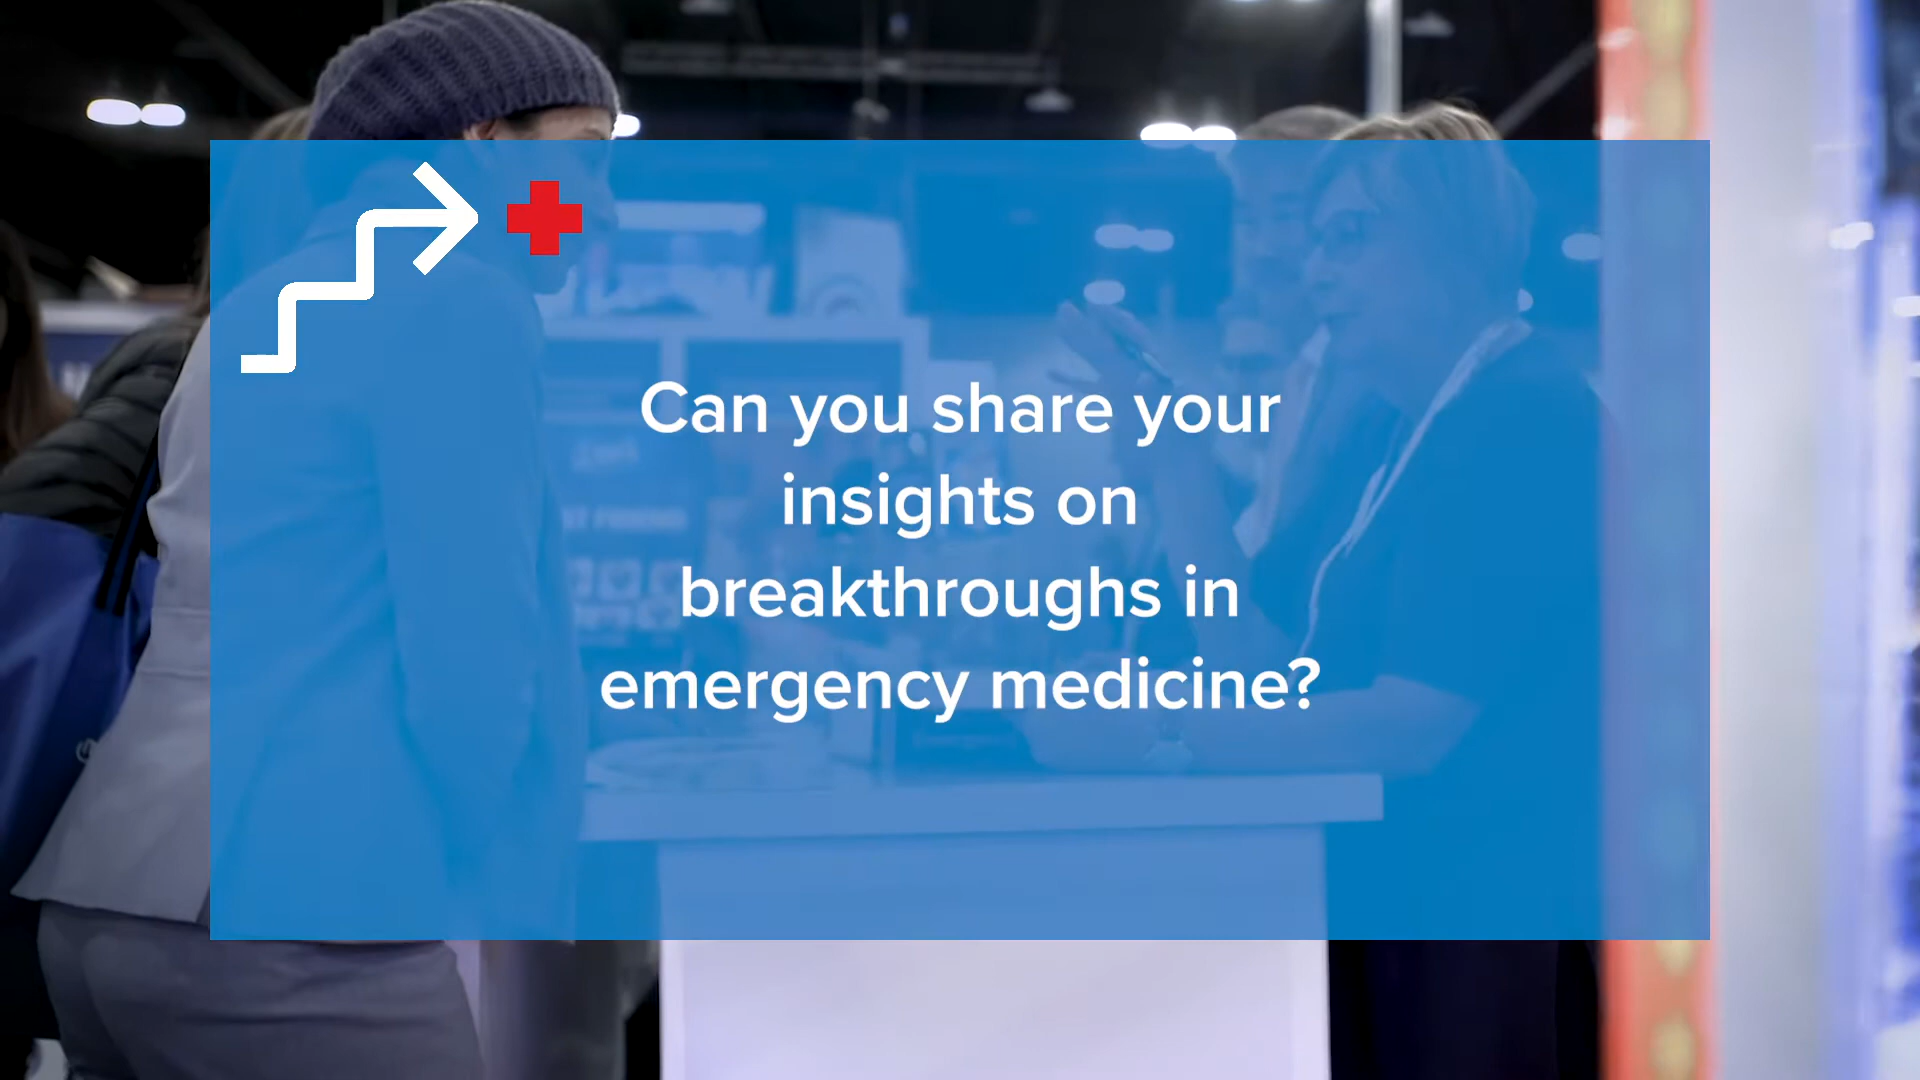 Can you share your
insights on
breakthroughs in
emergency medicine?